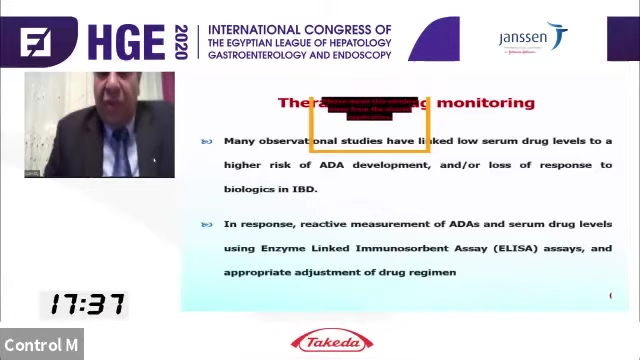 HGE 2020
INTERNATIONAL CONGRESS OF
THE EGYPTIAN LEAGUE OF HEPATOLOGY
GASTROENTEROLOGY AND ENDOSCOPY
janssen
Thera g monitoring
Many observational studies have linked low serum drug levels to a
higher risk of ADA development, and/or loss of response to
biologics in IBD.
In response, reactive measurement of ADAs and serum drug levels
using Enzyme Linked Immunosorbent Assay (ELISA) assays, and
appropriate adjustment of drug regimen
17:37
Control M
Takeda